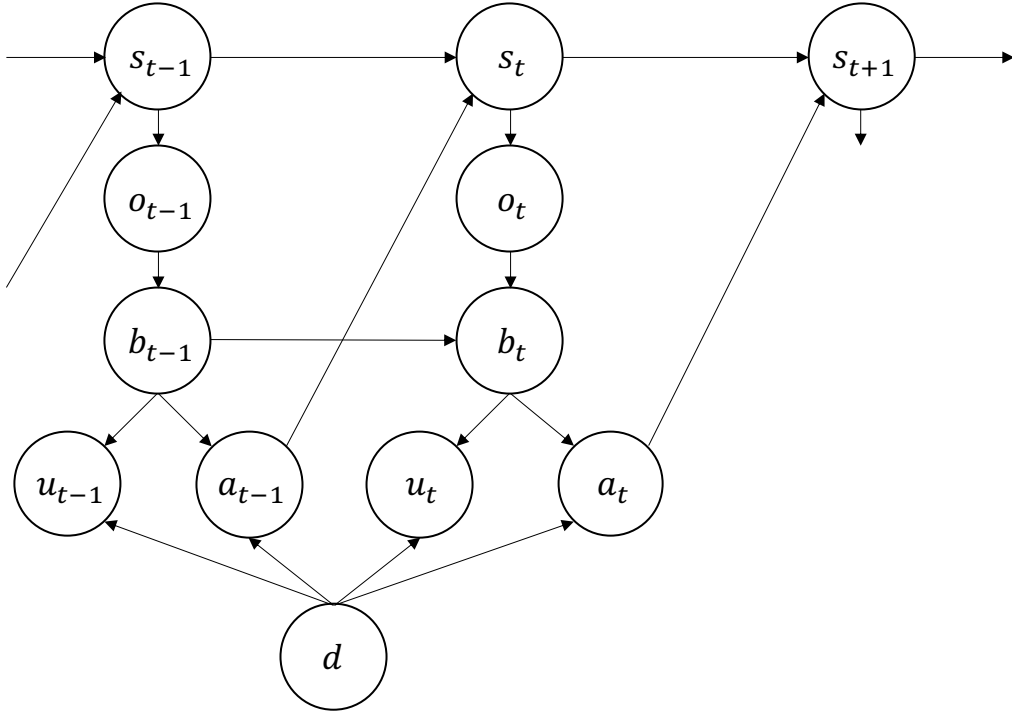 s_{t−1} s_t s_{t+1}
o_{t−1} o_t
b_{t−1} b_t
u_{t−1} a_{t−1} u_t a_t
d